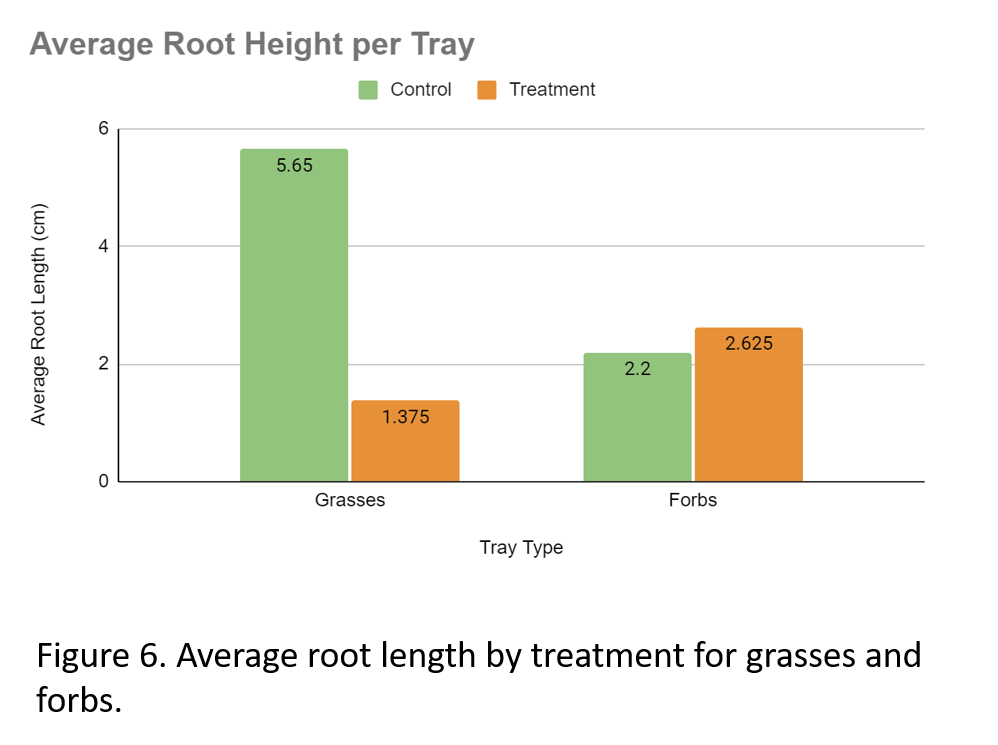 Average Root Height per Tray
Control Treatment
Average Root Length (cm)
6
4
2
0
5.65
1.375
2.2
2.625
Grasses Forbs
Tray Type
Figure 6. Average root length by treatment for grasses and
forbs.